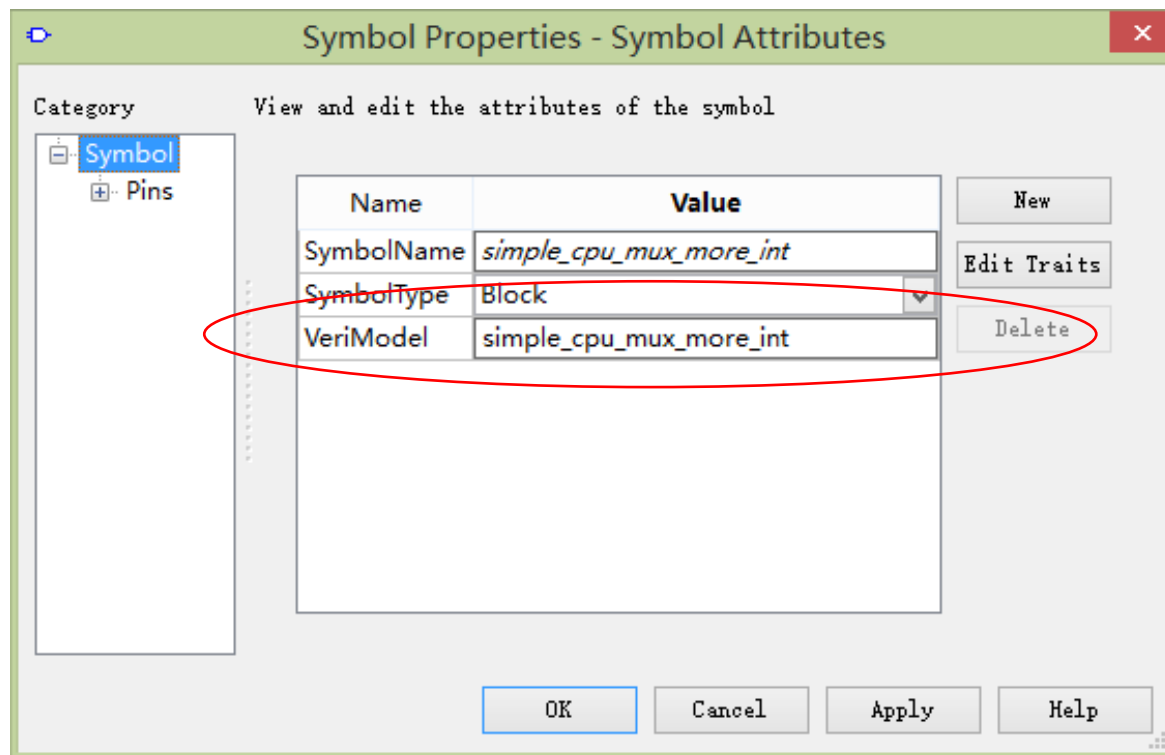 Symbol Properties - Symbol Attributes
Category
View and edit the attributes of the symbol
Symbol
Pins
Name Value
SymbolName simple_cpu_mux_more_int
SymbolType Block
VeriModel simple_cpu_mux_more_int
New
Edit Traits
Delete
OK Cancel Apply Help